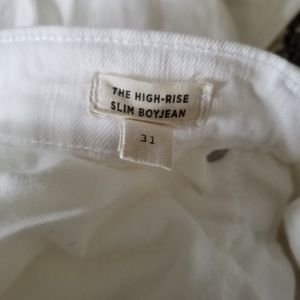 THE HIGH-RISE
SLIM BOYJEAN
31